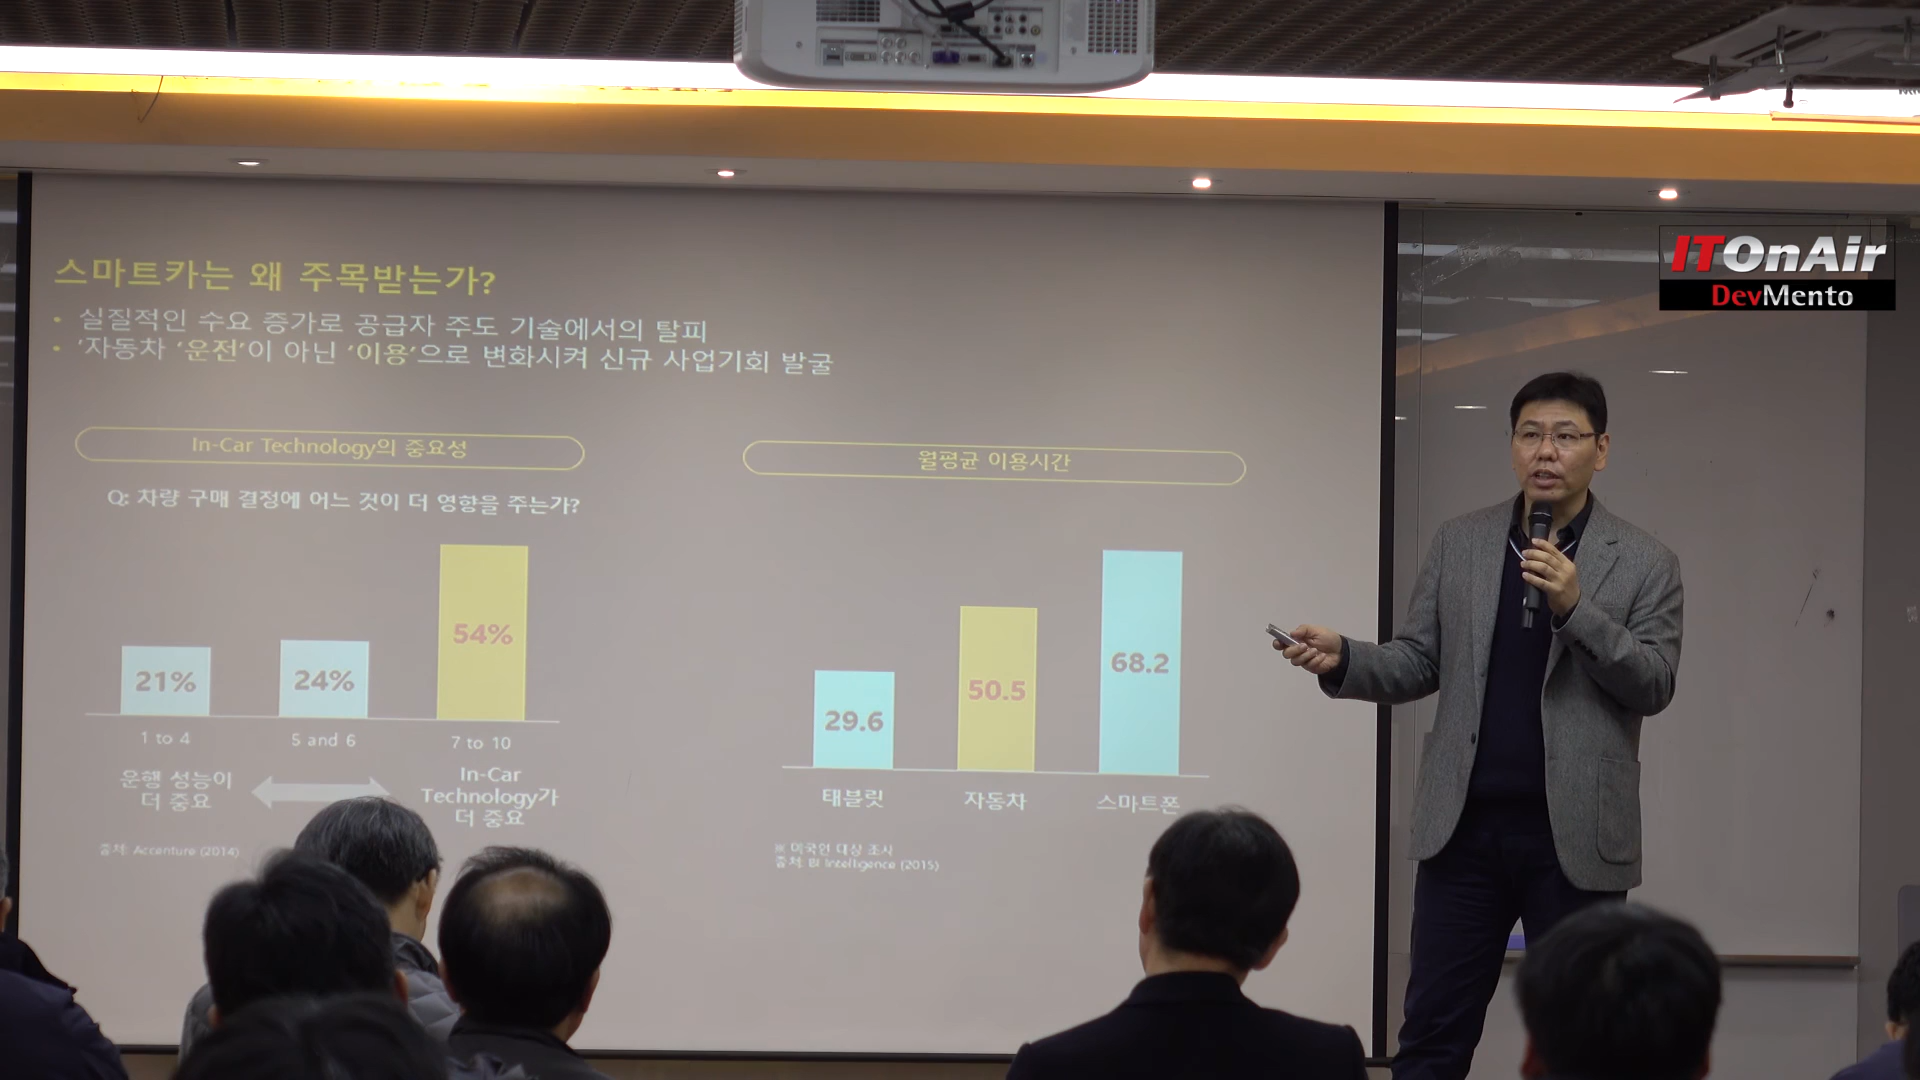 스마트카는 왜 주목받는가?
• 실질적인 수요 증가로 공급자 주도 기술에서의 탈피
• '자동차 '운전'이 아닌 '이용'으로 변화시켜 신규 사업기회 발굴
In-Car Technology의 중요성
Q: 차량 구매 결정에 어느 것이 더 영향을 주는가?
21%
24%
54%
1 to 4
5 and 6
7 to 10
운행 성능이
더 중요
In-Car
Technology가
더 중요
출처: Accenture (2014)
월평균 이용시간
29.6
50.5
68.2
태블릿
자동차
스마트폰
※ 미국인 대상 조사
출처: BI Intelligence (2015)
ITOnAir
DevMento